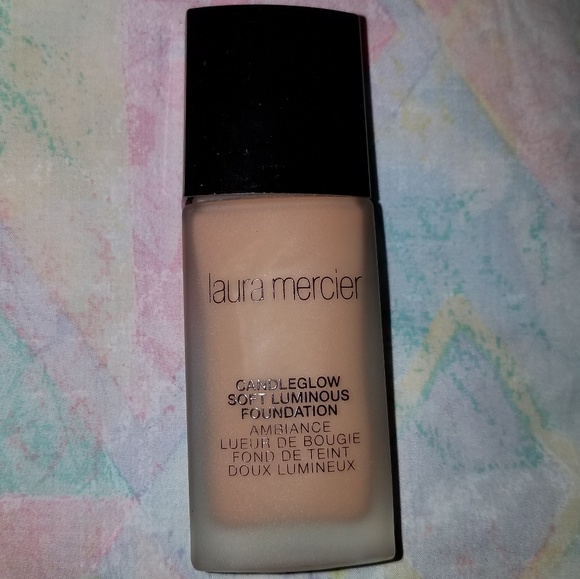 laura mercier
CANDLEGLOW
SOFT LUMINOUS
FOUNDATION
AMBIANCE
LUEUR DE BOUGIE
FOND DE TEINT
DOUX LUMINEUX